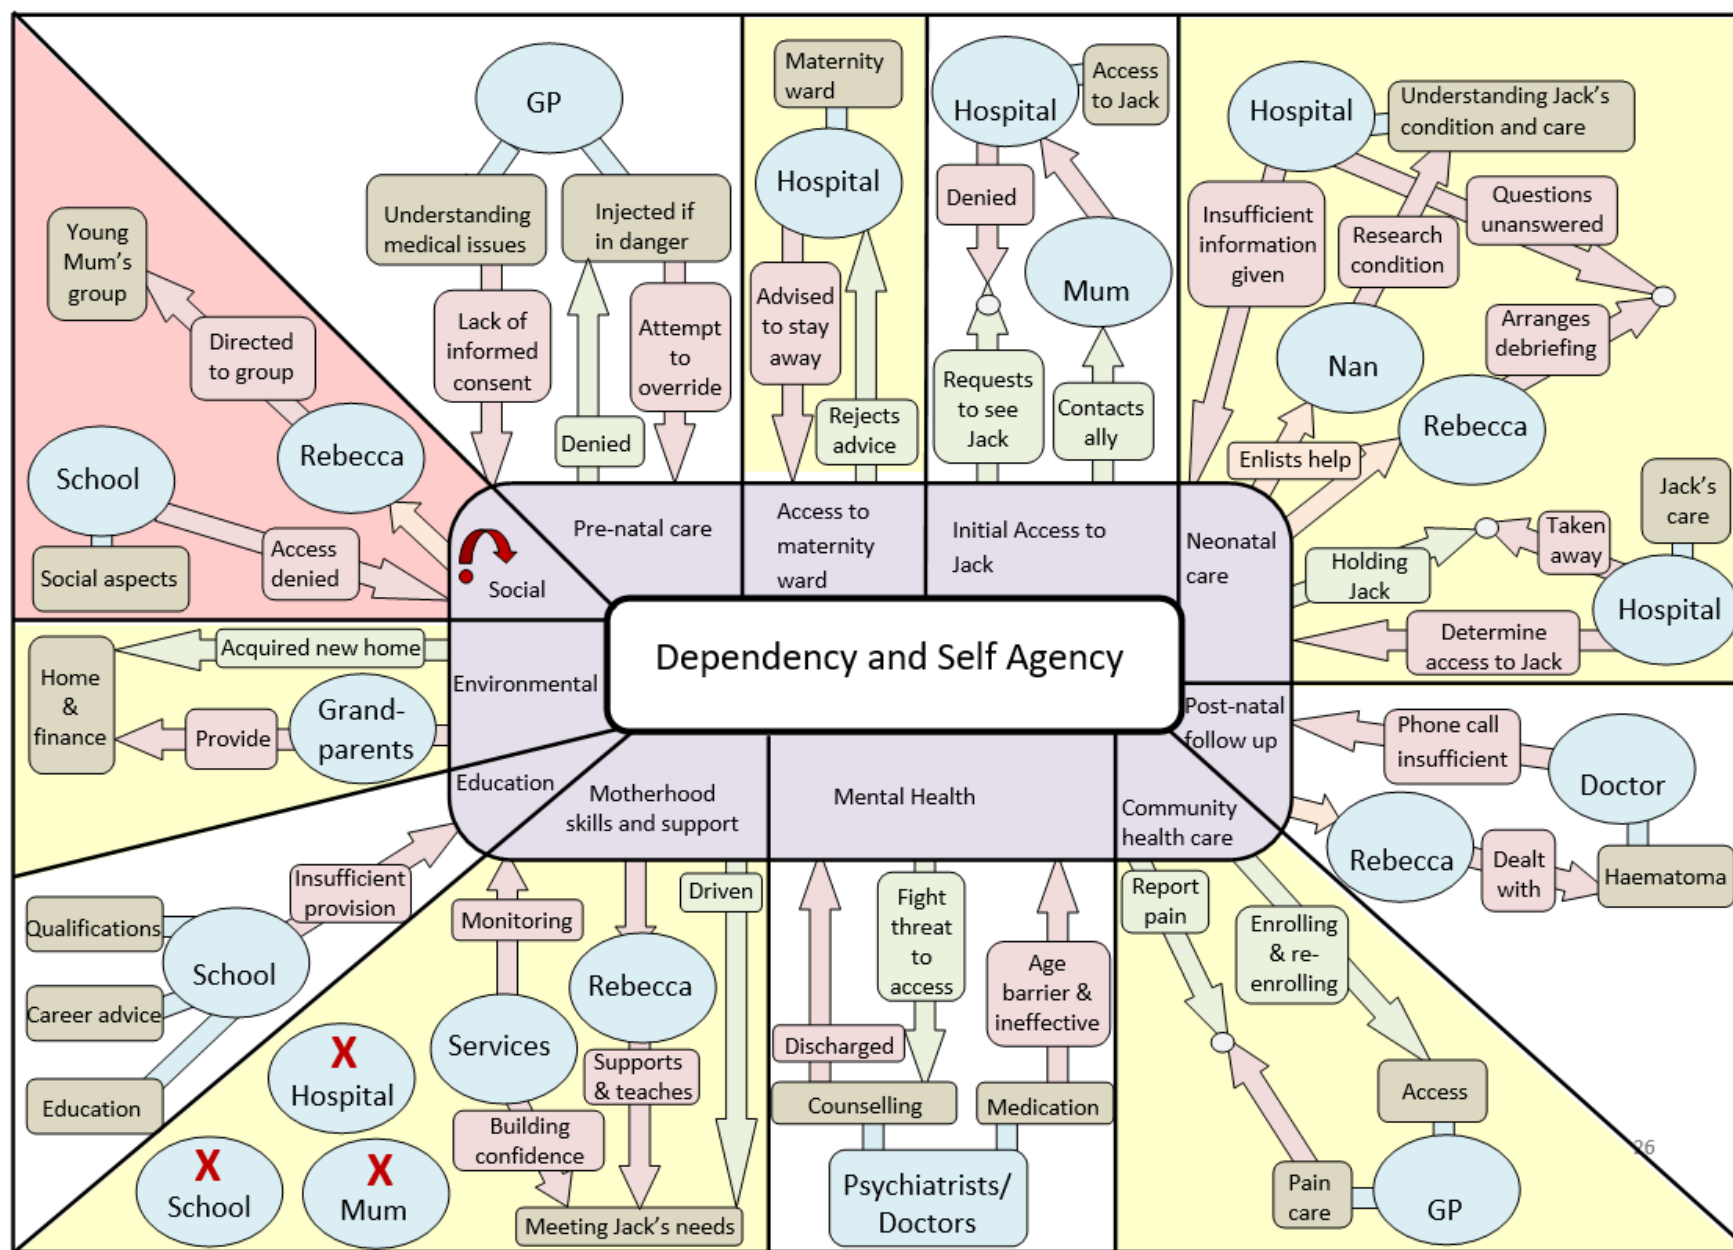 GP
Understanding
medical issues
Injected if
in danger
Lack of
informed
consent
Denied
Attempt
to
override
Pre-natal care
Maternity
ward
Hospital
Advised
to stay
away
Rejects
advice
Access to
maternity
ward
Hospital
Access
to Jack
Denied
Mum
Requests
to see
Jack
Contacts
ally
Initial Access to
Jack
Hospital
Understanding Jack's
condition and care
Insufficient
information
given
Research
condition
Questions
unanswered
Nan
Arranges
debriefing
Rebecca
Enlists help
Jack's
care
Taken
away
Holding
Jack
Hospital
Determine
access to Jack
Neonatal
care
Young
Mum's
group
Directed
to group
Rebecca
School
Social aspects
Access
denied
Social
Dependency and Self Agency
Acquired new home
Home
&
finance
Provide
Grand-
parents
Environmental
Post-natal
follow up
Phone call
insufficient
Doctor
Rebecca
Dealt
with
Haematoma
Education
Insufficient
provision
Qualifications
School
Career advice
Education
Motherhood
skills and support
Monitoring
Driven
Rebecca
Services
Supports
& teaches
Building
confidence
Meeting Jack's needs
X
Hospital
X
School
X
Mum
Mental Health
Fight
threat
to
access
Age
barrier &
ineffective
Discharged
Counselling
Medication
Psychiatrists/
Doctors
Community
health care
Report
pain
Enrolling
& re-
enrolling
Access
Pain
care
GP
26